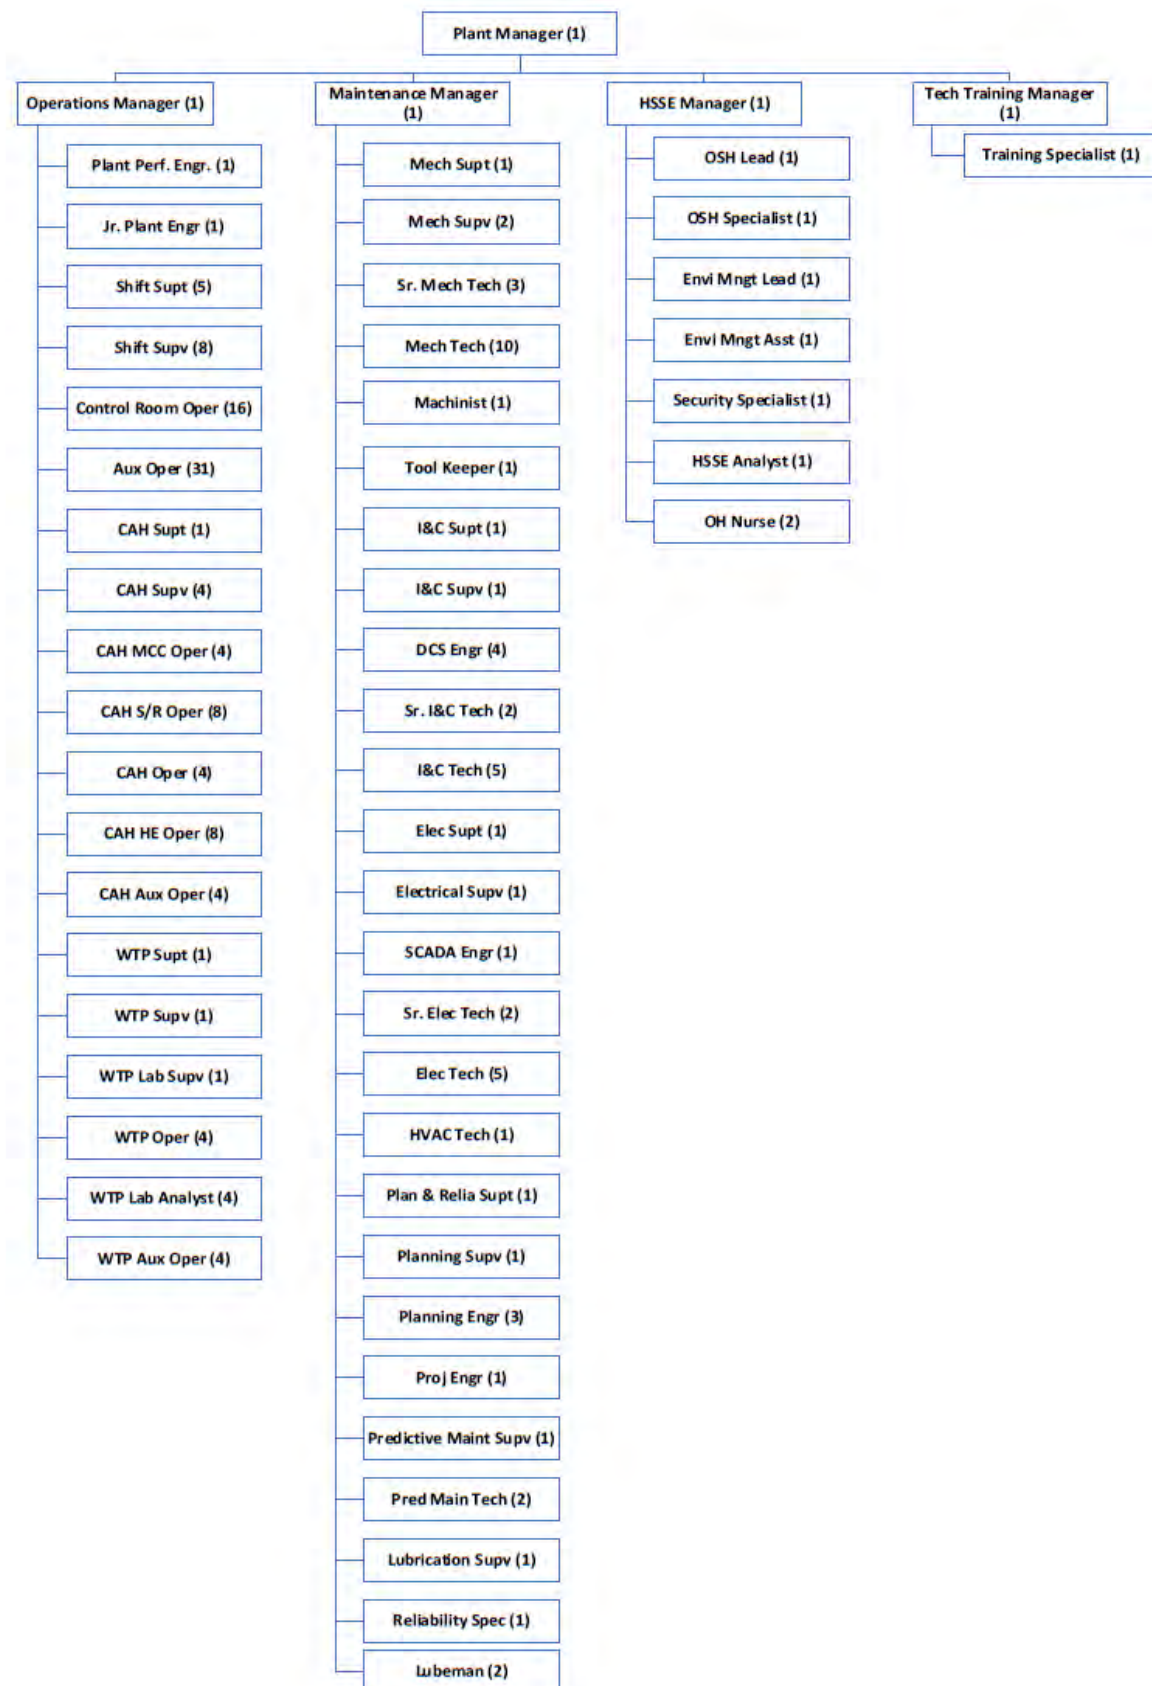 Plant Manager (1)
Operations Manager (1)
Plant Perf. Engr. (1)
Jr. Plant Engr (1)
Shift Supt (5)
Shift Supv (8)
Control Room Oper (16)
Aux Oper (31)
CAH Supt (1)
CAH Supv (4)
CAH MCC Oper (4)
CAH S/R Oper (8)
CAH Oper (4)
CAH HE Oper (8)
CAH Aux Oper (4)
WTP Supt (1)
WTP Supv (1)
WTP Lab Supv (1)
WTP Oper (4)
WTP Lab Analyst (4)
WTP Aux Oper (4)
Maintenance Manager
(1)
Mech Supt (1)
Mech Supv (2)
Sr. Mech Tech (3)
Mech Tech (10)
Machinist (1)
Tool Keeper (1)
I&C Supt (1)
I&C Supv (1)
DCS Engr (4)
Sr. I&C Tech (2)
I&C Tech (5)
Elec Supt (1)
Electrical Supv (1)
SCADA Engr (1)
Sr. Elec Tech (2)
Elec Tech (5)
HVAC Tech (1)
Plan & Relia Supt (1)
Planning Supv (1)
Planning Engr (3)
Proj Engr (1)
Predictive Maint Supv (1)
Pred Main Tech (2)
Lubrication Supv (1)
Reliability Spec (1)
Lubeman (2)
HSSE Manager (1)
OSH Lead (1)
OSH Specialist (1)
Envi Mngt Lead (1)
Envi Mngt Asst (1)
Security Specialist (1)
HSSE Analyst (1)
OH Nurse (2)
Tech Training Manager
(1)
Training Specialist (1)